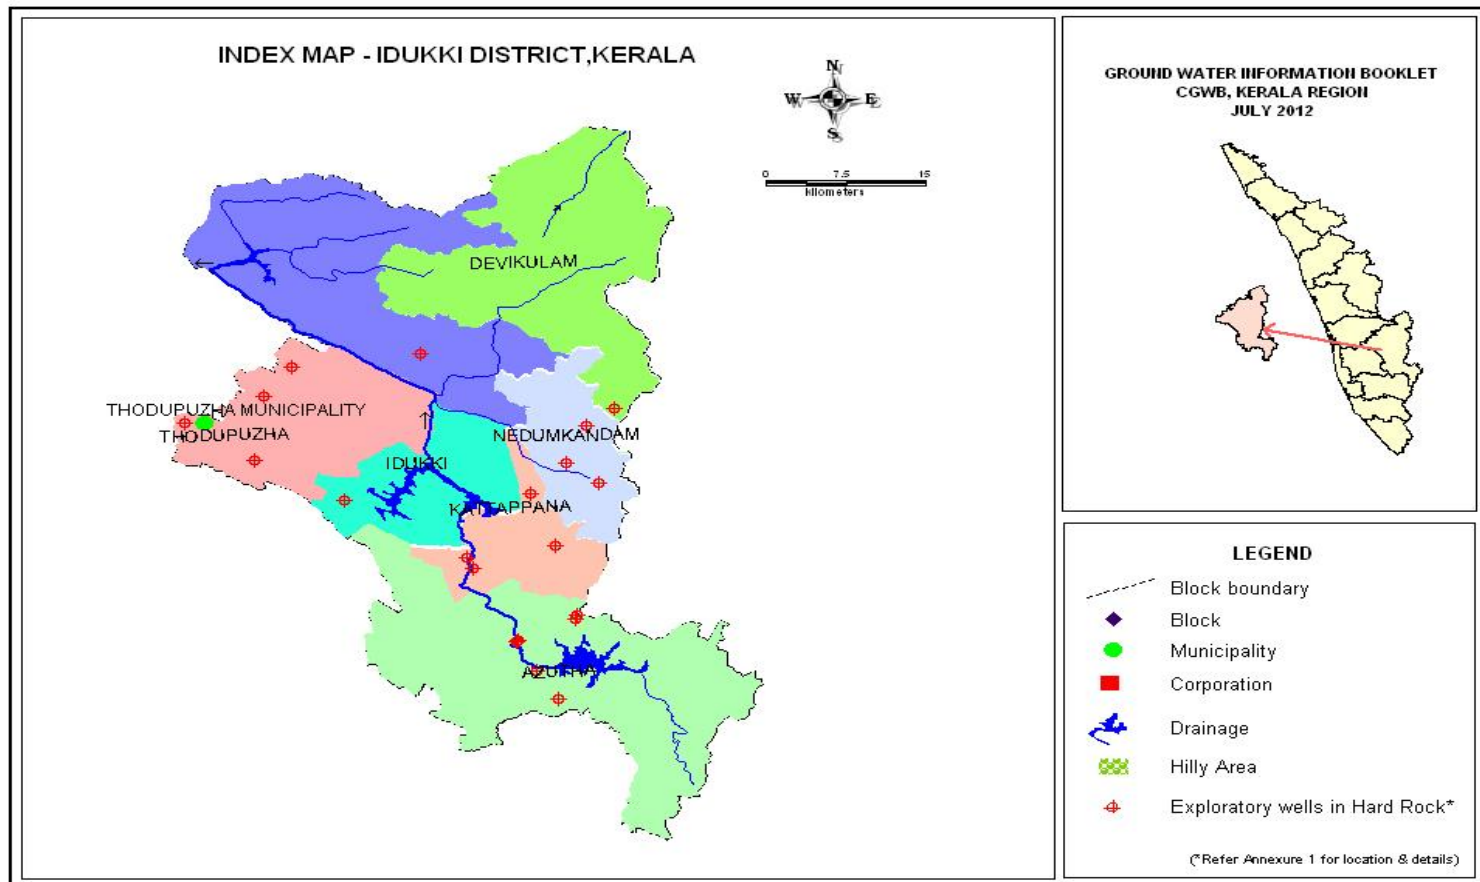 INDEX MAP - IDUKKI DISTRICT,KERALA
N
W E
S
0 7.5 15
kilometers
DEVIKULAM
THODUPUZHA MUNICIPALITY
THODUPUZHA
NEDUMKANDAM
IDUKKI
KATTAPPANA
AZUTHA
GROUND WATER INFORMATION BOOKLET
CGWB, KERALA REGION
JULY 2012
LEGEND
Block boundary
Block
Municipality
Corporation
Drainage
Hilly Area
Exploratory wells in Hard Rock*
(*Refer Annexure 1 for location & details)